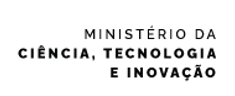 MINISTÉRIO DA
CIÊNCIA, TECNOLOGIA
E INOVAÇÃO